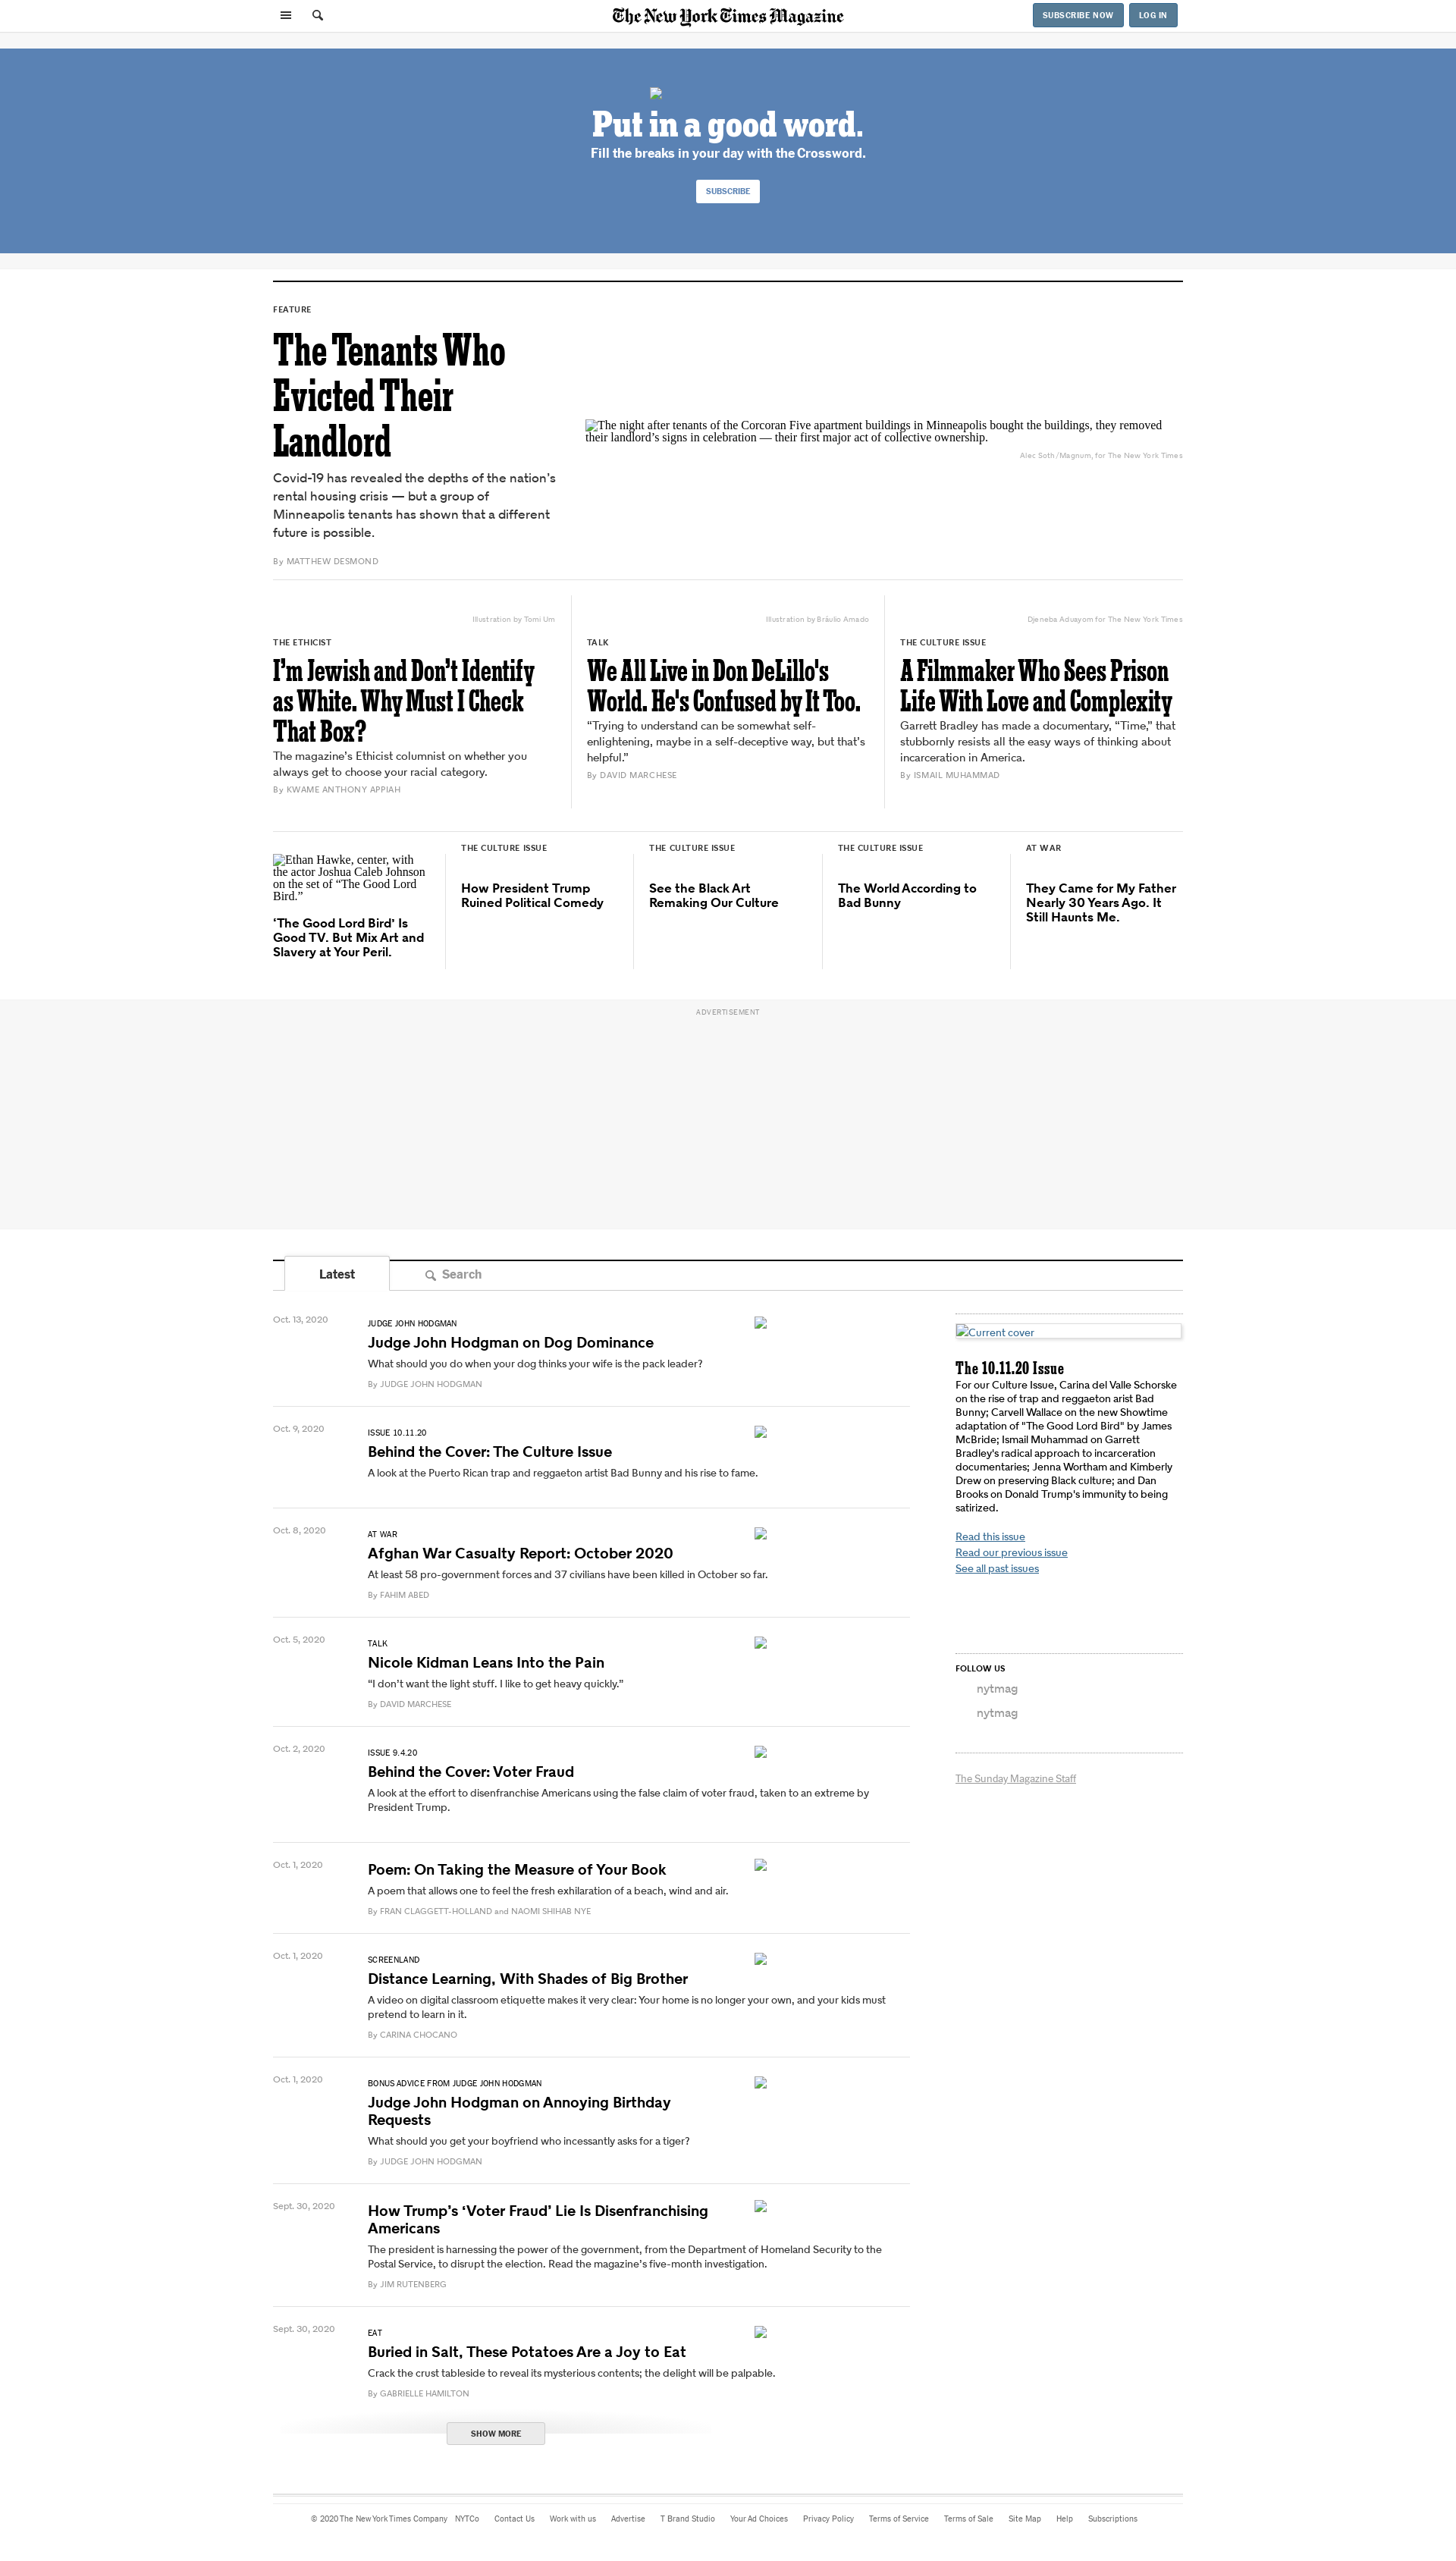 The New York Times Magazine
SUBSCRIBE NOW
LOG IN
Put in a good word.
Fill the breaks in your day with the Crossword.
SUBSCRIBE
FEATURE
The Tenants Who
Evicted Their
Landlord
Covid-19 has revealed the depths of the nation’s
rental housing crisis — but a group of
Minneapolis tenants has shown that a different
future is possible.
By MATTHEW DESMOND
The night after tenants of the Corcoran Five apartment buildings in Minneapolis bought the buildings, they removed
their landlord’s signs in celebration — their first major act of collective ownership.
Alec Soth/Magnum, for The New York Times
Illustration by Tomi Um
THE ETHICIST
I’m Jewish and Don’t Identify
as White. Why Must I Check
That Box?
The magazine’s Ethicist columnist on whether you
always get to choose your racial category.
By KWAME ANTHONY APPIAH
Illustration by Bráulio Amado
TALK
We All Live in Don DeLillo's
World. He's Confused by It Too.
“Trying to understand can be somewhat self-
enlightening, maybe in a self-deceptive way, but that’s
helpful.”
By DAVID MARCHESE
Djeneba Aduayom for The New York Times
THE CULTURE ISSUE
A Filmmaker Who Sees Prison
Life With Love and Complexity
Garrett Bradley has made a documentary, “Time,” that
stubbornly resists all the easy ways of thinking about
incarceration in America.
By ISMAIL MUHAMMAD
Ethan Hawke, center, with
the actor Joshua Caleb Johnson
on the set of “The Good Lord
Bird.”
‘The Good Lord Bird’ Is
Good TV. But Mix Art and
Slavery at Your Peril.
THE CULTURE ISSUE
How President Trump
Ruined Political Comedy
THE CULTURE ISSUE
See the Black Art
Remaking Our Culture
THE CULTURE ISSUE
The World According to
Bad Bunny
AT WAR
They Came for My Father
Nearly 30 Years Ago. It
Still Haunts Me.
ADVERTISEMENT
Latest
Search
Oct. 13, 2020
JUDGE JOHN HODGMAN
Judge John Hodgman on Dog Dominance
What should you do when your dog thinks your wife is the pack leader?
By JUDGE JOHN HODGMAN
Oct. 9, 2020
ISSUE 10.11.20
Behind the Cover: The Culture Issue
A look at the Puerto Rican trap and reggaeton artist Bad Bunny and his rise to fame.
Oct. 8, 2020
AT WAR
Afghan War Casualty Report: October 2020
At least 58 pro-government forces and 37 civilians have been killed in October so far.
By FAHIM ABED
Oct. 5, 2020
TALK
Nicole Kidman Leans Into the Pain
“I don’t want the light stuff. I like to get heavy quickly.”
By DAVID MARCHESE
Oct. 2, 2020
ISSUE 9.4.20
Behind the Cover: Voter Fraud
A look at the effort to disenfranchise Americans using the false claim of voter fraud, taken to an extreme by
President Trump.
Oct. 1, 2020
Poem: On Taking the Measure of Your Book
A poem that allows one to feel the fresh exhilaration of a beach, wind and air.
By FRAN CLAGGETT-HOLLAND and NAOMI SHIHAB NYE
Oct. 1, 2020
SCREENLAND
Distance Learning, With Shades of Big Brother
A video on digital classroom etiquette makes it very clear: Your home is no longer your own, and your kids must
pretend to learn in it.
By CARINA CHOCANO
Oct. 1, 2020
BONUS ADVICE FROM JUDGE JOHN HODGMAN
Judge John Hodgman on Annoying Birthday
Requests
What should you get your boyfriend who incessantly asks for a tiger?
By JUDGE JOHN HODGMAN
Sept. 30, 2020
How Trump’s ‘Voter Fraud’ Lie Is Disenfranchising
Americans
The president is harnessing the power of the government, from the Department of Homeland Security to the
Postal Service, to disrupt the election. Read the magazine’s five-month investigation.
By JIM RUTENBERG
Sept. 30, 2020
EAT
Buried in Salt, These Potatoes Are a Joy to Eat
Crack the crust tableside to reveal its mysterious contents; the delight will be palpable.
By GABRIELLE HAMILTON
SHOW MORE
Current cover
The 10.11.20 Issue
For our Culture Issue, Carina del Valle Schorske
on the rise of trap and reggaeton arist Bad
Bunny; Carvell Wallace on the new Showtime
adaptation of "The Good Lord Bird" by James
McBride; Ismail Muhammad on Garrett
Bradley's radical approach to incarceration
documentaries; Jenna Wortham and Kimberly
Drew on preserving Black culture; and Dan
Brooks on Donald Trump's immunity to being
satirized.
Read this issue
Read our previous issue
See all past issues
FOLLOW US
nytmag
nytmag
The Sunday Magazine Staff
© 2020 The New York Times Company NYTCo Contact Us Work with us Advertise T Brand Studio Your Ad Choices Privacy Policy Terms of Service Terms of Sale Site Map Help Subscriptions